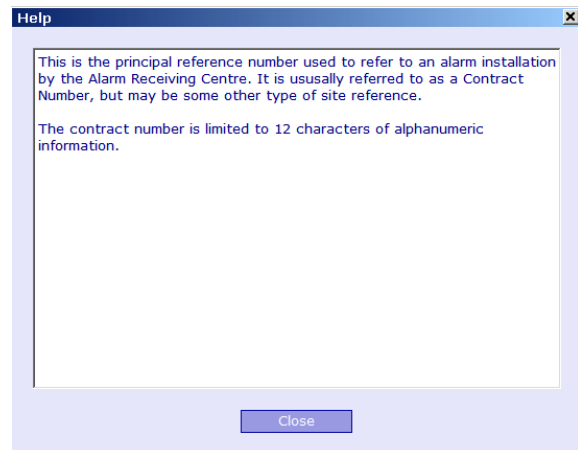 Help
This is the principal reference number used to refer to an alarm installation
by the Alarm Receiving Centre. It is ususally referred to as a Contract
Number, but may be some other type of site reference.
The contract number is limited to 12 characters of alphanumeric
information.
Close